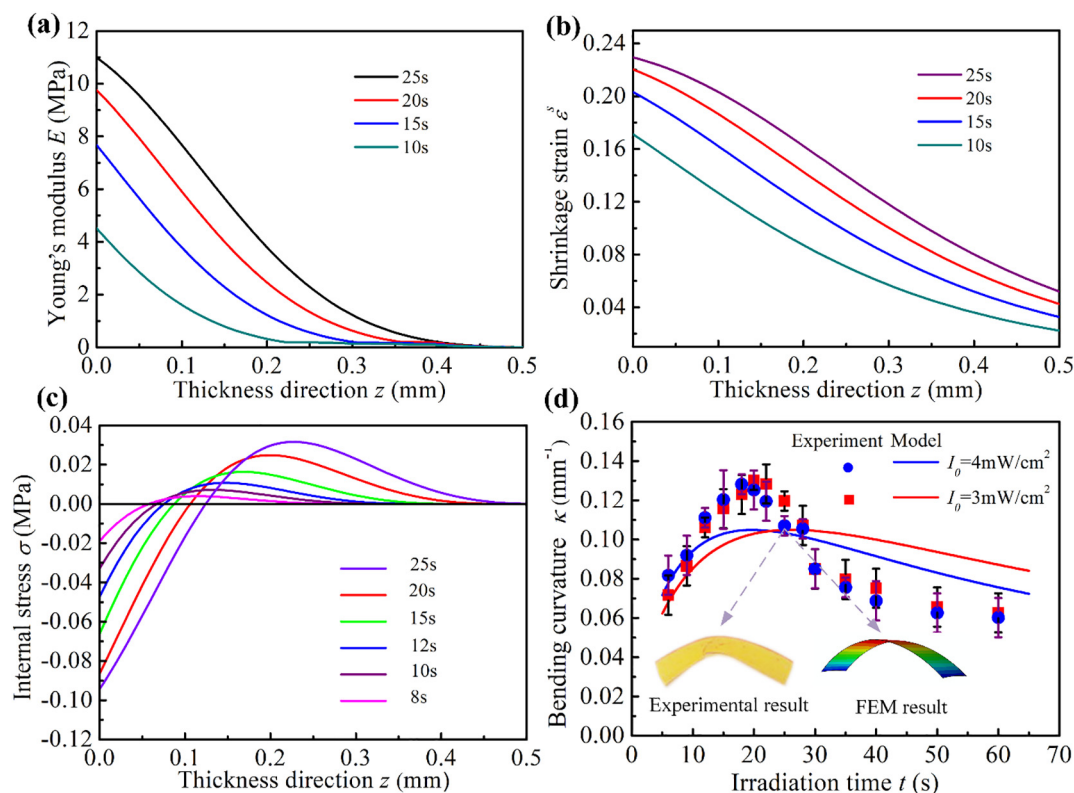 (a)
Young's modulus E (MPa)
12
10
8
6
4
2
0
25s
20s
15s
10s
0.0 0.1 0.2 0.3 0.4 0.5
Thickness direction z (mm)
(b)
Shrinkage strain ε^s
0.24
0.20
0.16
0.12
0.08
0.04
25s
20s
15s
10s
0.0 0.1 0.2 0.3 0.4 0.5
Thickness direction z (mm)
(c)
Internal stress σ (MPa)
0.04
0.02
0.00
-0.02
-0.04
-0.06
-0.08
-0.10
-0.12
25s
20s
15s
12s
10s
8s
0.0 0.1 0.2 0.3 0.4 0.5
Thickness direction z (mm)
(d)
Bending curvature κ (mm⁻¹)
0.16
0.14
0.12
0.10
0.08
0.06
0.04
0.02
0.00
Experiment Model
I₀=4mW/cm²
I₀=3mW/cm²
Experimental result
FEM result
0 5 10 15 20 25 30 35 40 45 50 55 60 65 70
Irradiation time t (s)